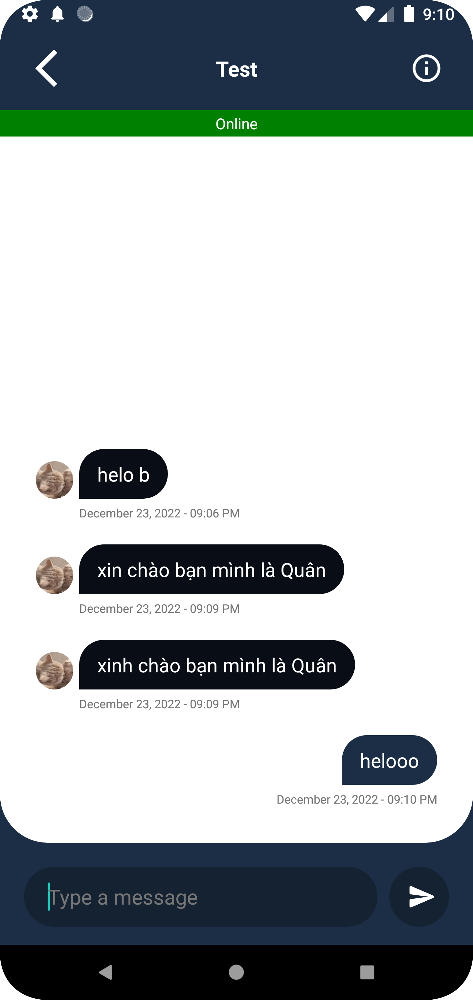 9:10
Test
Online
helo b
December 23, 2022 - 09:06 PM
xin chào bạn mình là Quân
December 23, 2022 - 09:09 PM
xinh chào bạn mình là Quân
December 23, 2022 - 09:09 PM
helooo
December 23, 2022 - 09:10 PM
Type a message